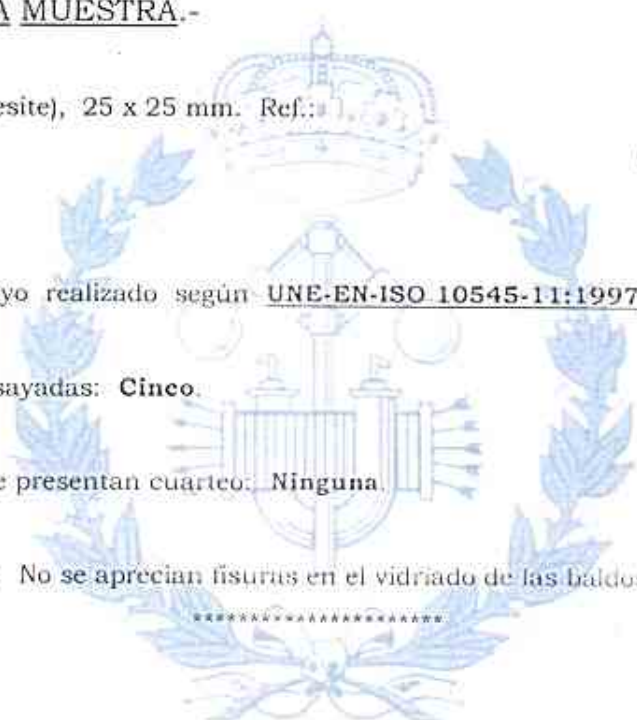 A MUESTRA.-
esite), 25 x 25 mm. Ref.:
yo realizado según UNE-EN-ISO 10545-11:1997
sayadas: Cinco.
e presentan cuarteo: Ninguna.
No se aprecian fisuras en el vidriado de las baldos
**********************